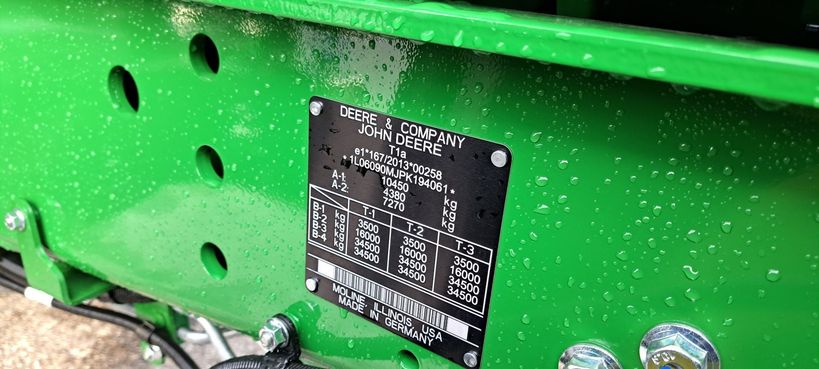 DEERE & COMPANY
JOHN DEERE
T1a
e1*167/2013*00258
*1L06090MJPK194061*
10450 kg
A-1: 4380 kg
A-2: 7270 kg
T-1 T-2 T-3
B-1 kg 3500 3500 3500
B-2 kg 16000 16000 16000
B-3 kg 34500 34500 34500
B-4 kg 34500 34500 34500
MOLINE, ILLINOIS, USA
MADE IN GERMANY